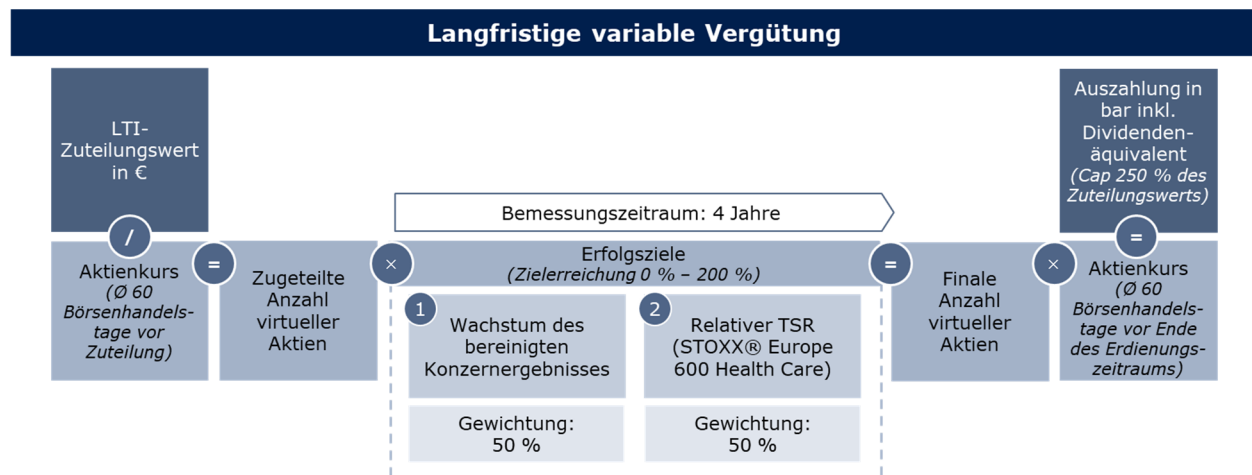 Langfristige variable Vergütung
LTI-
Zuteilungswert
in €
/
Aktienkurs
(Ø 60
Börsenhandels-
tage vor
Zuteilung)
=
Zugeteilte
Anzahl
virtueller
Aktien
×
Bemessungszeitraum: 4 Jahre
Erfolgsziele
(Zielerreichung 0 % – 200 %)
1
Wachstum des
bereinigten
Konzernergebnisses
Gewichtung:
50 %
2
Relativer TSR
(STOXX® Europe
600 Health Care)
Gewichtung:
50 %
=
Finale
Anzahl
virtueller
Aktien
×
Auszahlung in
bar inkl.
Dividenden-
äquivalent
(Cap 250 % des
Zuteilungswerts)
=
Aktienkurs
(Ø 60
Börsenhandels-
tage vor Ende
des Erdienungs-
zeitraums)